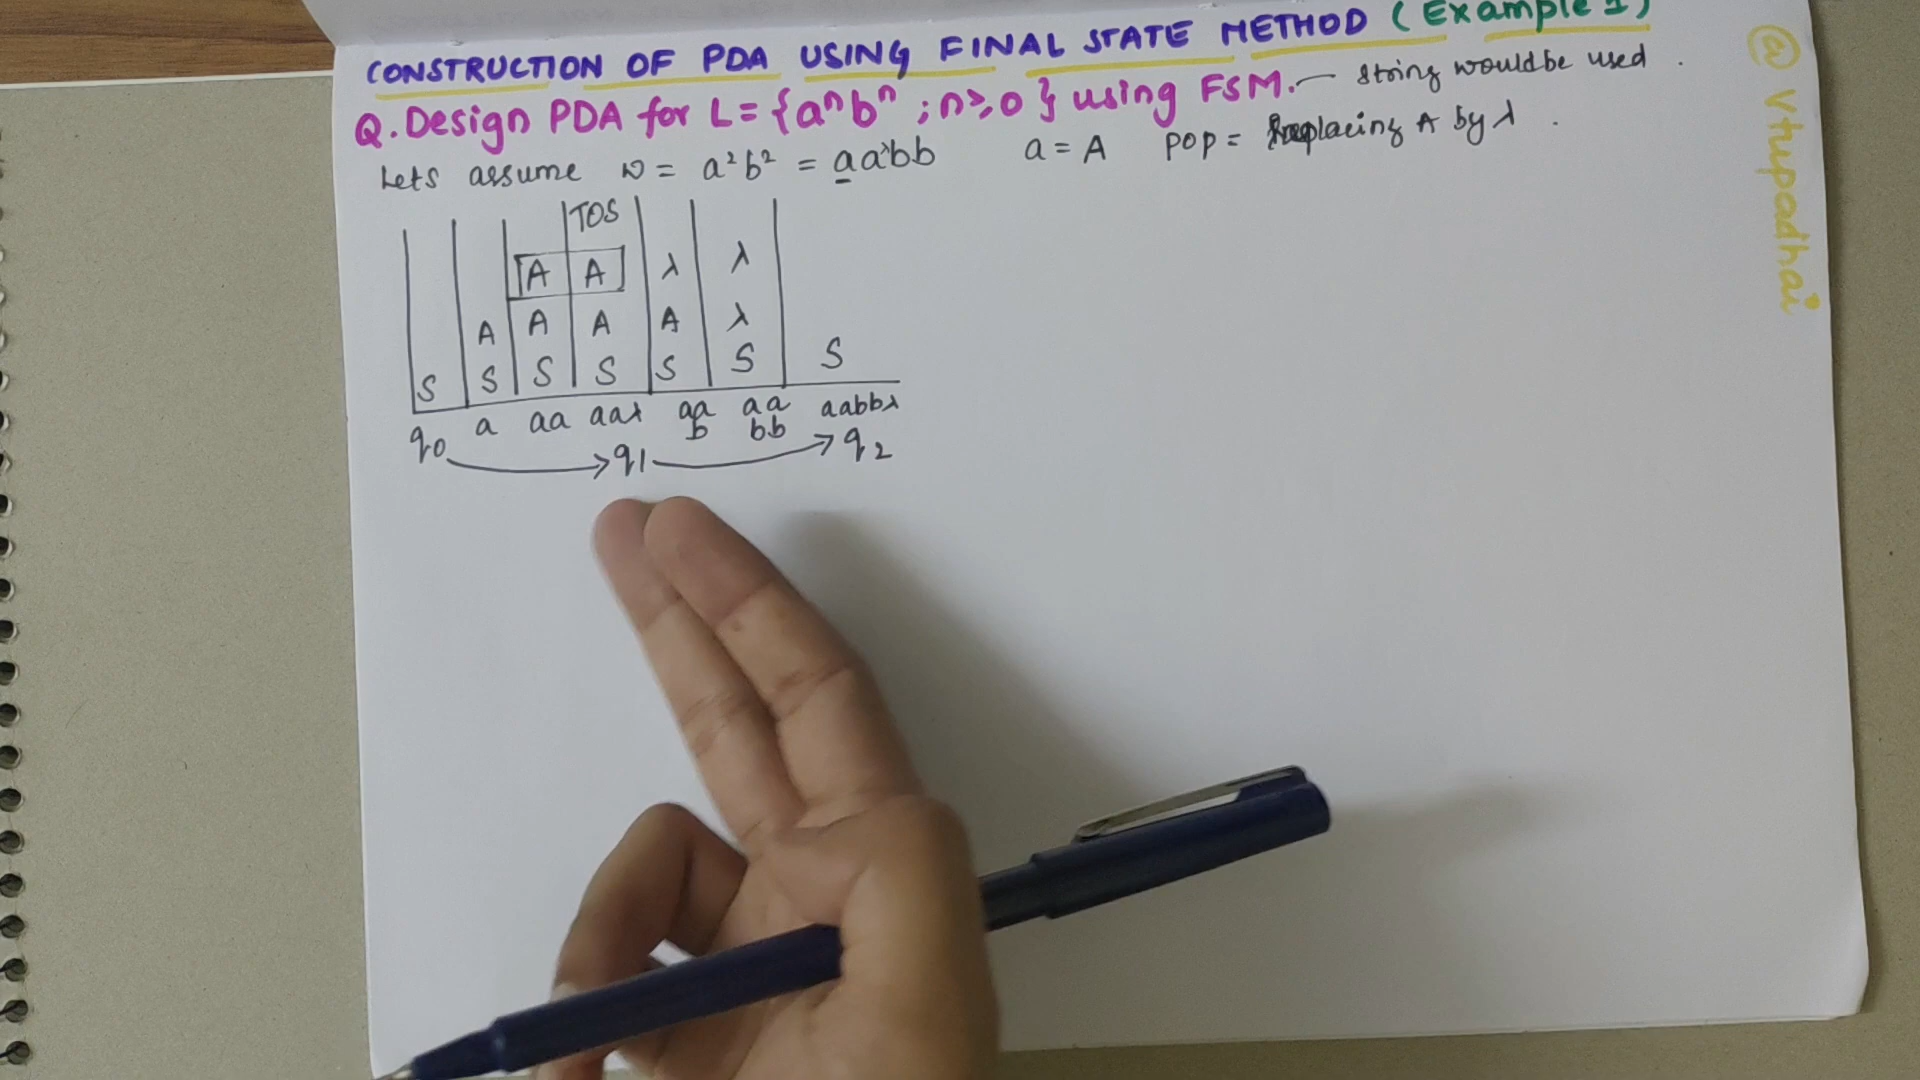 CONSTRUCTION OF PDA USING FINAL STATE METHOD (Example 1)
Q. Design PDA for L = {aⁿbⁿ ; n≥0} using FSM. — string would be used .
Lets assume w = a²b² = aaλbb a = A pop = Replacing A by λ .
TOS
A A λ λ
A A A A λ
S S S S S S S
a aa aaλ aa b aa bb aabbλ
q0 → q1 → q2
@ Vtupadhai